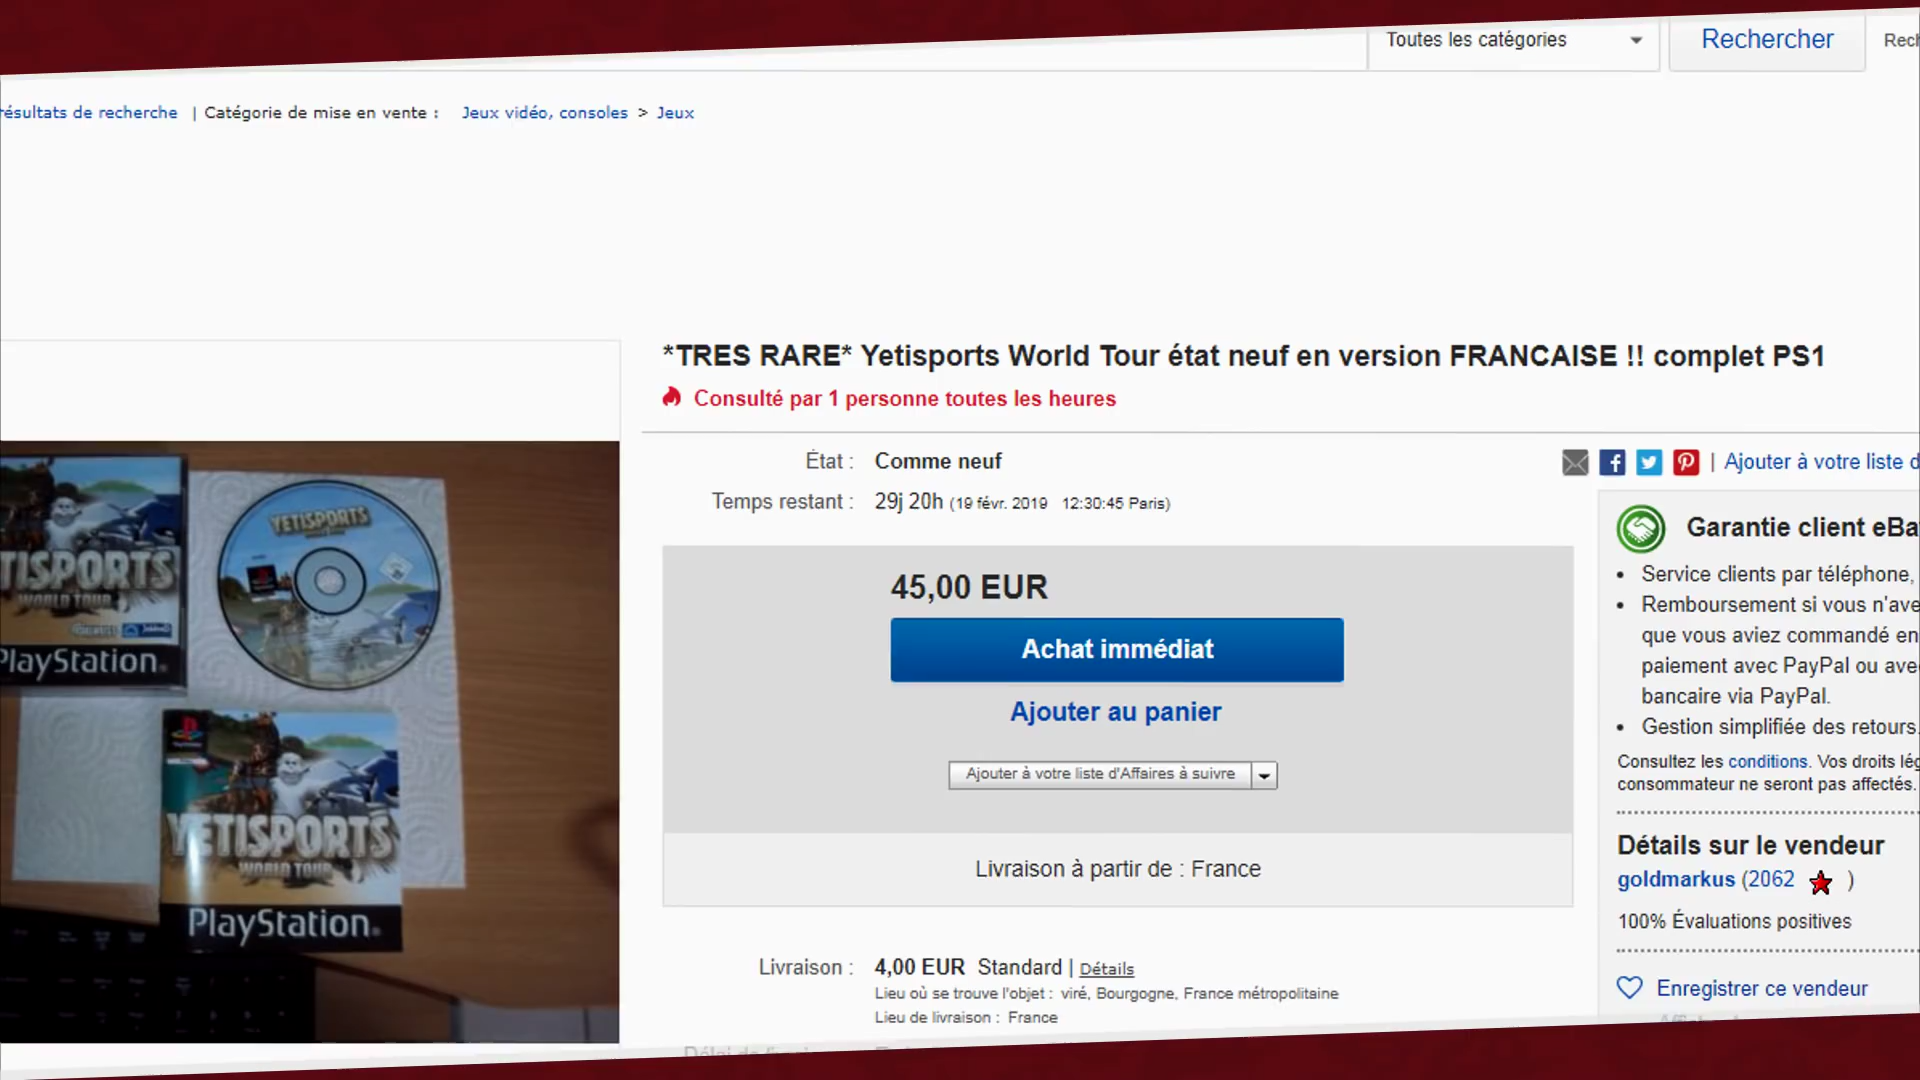 Toutes les catégories
Rechercher
Rech
résultats de recherche | Catégorie de mise en vente : Jeux vidéo, consoles > Jeux
*TRES RARE* Yetisports World Tour état neuf en version FRANCAISE !! complet PS1
Consulté par 1 personne toutes les heures
État : Comme neuf
Temps restant : 29j 20h (19 févr. 2019 12:30:45 Paris)
| Ajouter à votre liste d
45,00 EUR
Achat immédiat
Ajouter au panier
Ajouter à votre liste d'Affaires à suivre
Livraison à partir de : France
Livraison : 4,00 EUR Standard | Détails
Lieu où se trouve l'objet : viré, Bourgogne, France métropolitaine
Lieu de livraison : France
Garantie client eBa
• Service clients par téléphone,
• Remboursement si vous n'ave
que vous aviez commandé en
paiement avec PayPal ou ave
bancaire via PayPal.
• Gestion simplifiée des retours.
Consultez les conditions. Vos droits lég
consommateur ne seront pas affectés.
Détails sur le vendeur
goldmarkus (2062 )
100% Évaluations positives
Enregistrer ce vendeur
TISPORTS
WORLD TOUR
PlayStation
YETISPORTS
YETISPORTS
WORLD TOUR
PlayStation